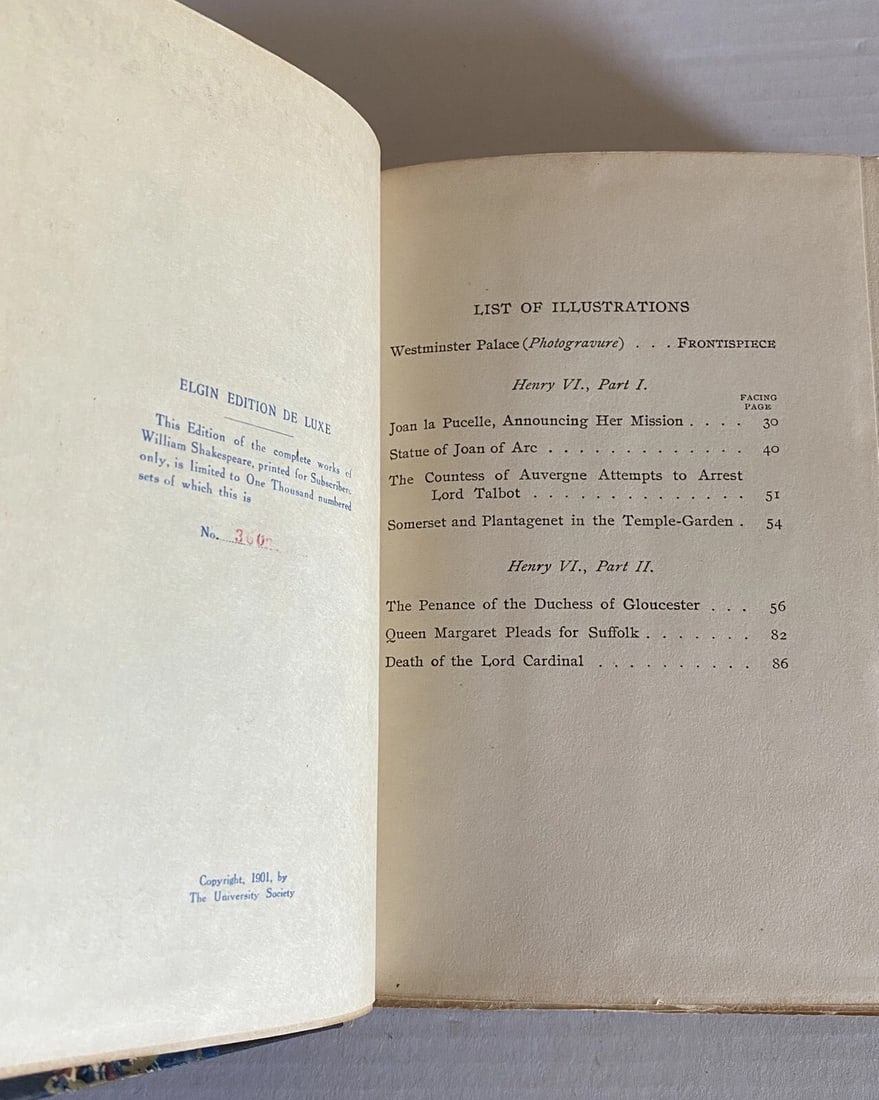 ELGIN EDITION DE LUXE
This Edition of the complete works of
William Shakespeare, printed for Subscribers
only, is limited to One Thousand numbered
sets of which this is
No.
Copyright, 1901, by
The University Society
LIST OF ILLUSTRATIONS
Westminster Palace (Photogravure) . . . FRONTISPIECE
Henry VI., Part I.
FACING
PAGE
Joan la Pucelle, Announcing Her Mission . . . . 30
Statue of Joan of Arc . . . . . . . . . . . . . 40
The Countess of Auvergne Attempts to Arrest
Lord Talbot . . . . . . . . . . . . . . 51
Somerset and Plantagenet in the Temple-Garden . 54
Henry VI., Part II.
The Penance of the Duchess of Gloucester . . . 56
Queen Margaret Pleads for Suffolk . . . . . . . 82
Death of the Lord Cardinal . . . . . . . . . . 86